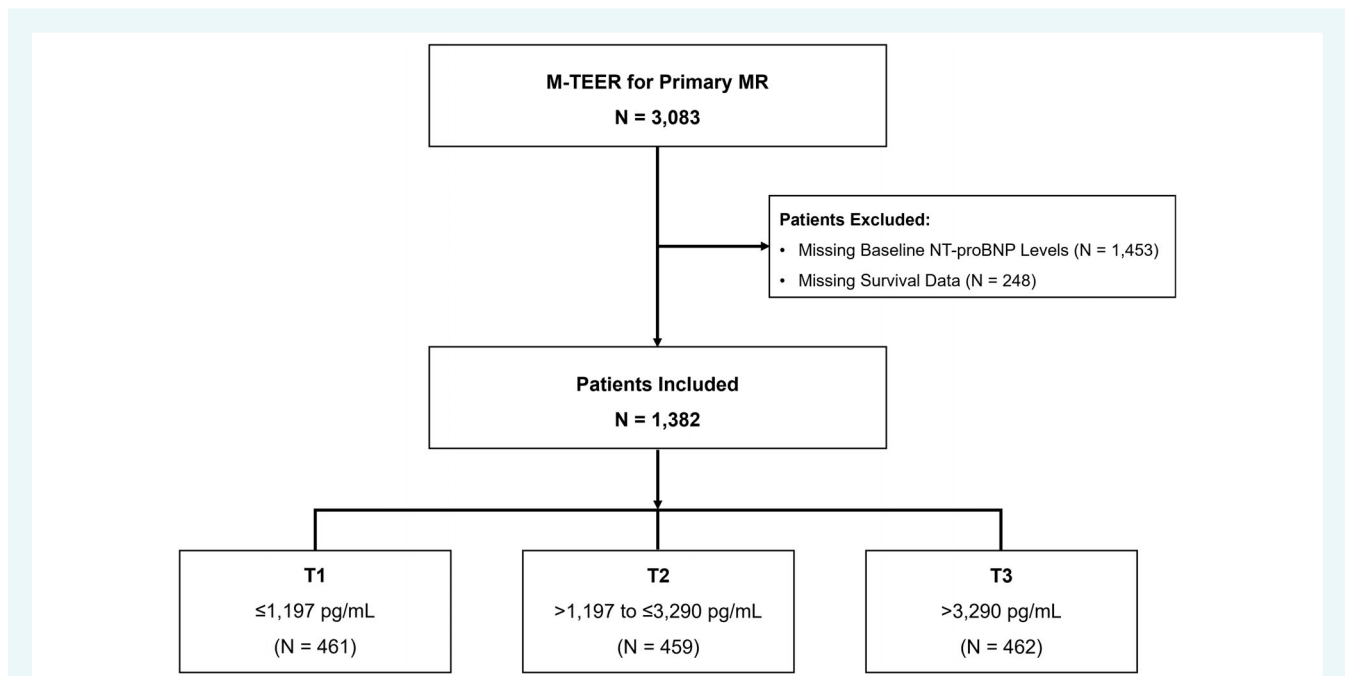 M-TEER for Primary MR
N = 3,083
Patients Excluded:
• Missing Baseline NT-proBNP Levels (N = 1,453)
• Missing Survival Data (N = 248)
Patients Included
N = 1,382
T1
≤1,197 pg/mL
(N = 461)
T2
>1,197 to ≤3,290 pg/mL
(N = 459)
T3
>3,290 pg/mL
(N = 462)